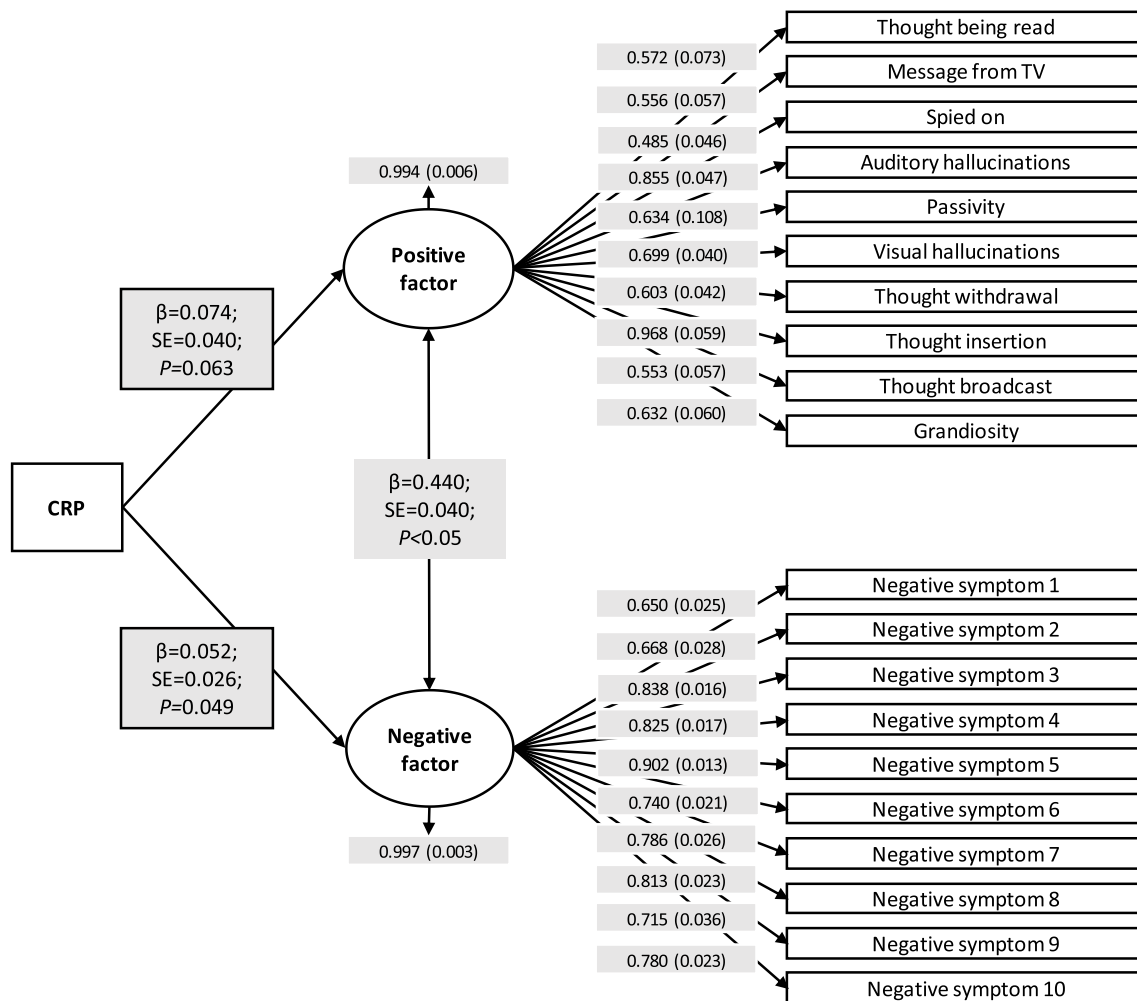 Thought being read
0.572 (0.073)
Message from TV
0.556 (0.057)
Spied on
0.485 (0.046)
Auditory hallucinations
0.994 (0.006)
0.855 (0.047)
Passivity
0.634 (0.108)
Positive
factor
Visual hallucinations
0.699 (0.040)
Thought withdrawal
0.603 (0.042)
β=0.074;
SE=0.040;
P=0.063
Thought insertion
0.968 (0.059)
Thought broadcast
0.553 (0.057)
Grandiosity
0.632 (0.060)
CRP
β=0.440;
SE=0.040;
P<0.05
Negative symptom 1
0.650 (0.025)
Negative symptom 2
0.668 (0.028)
β=0.052;
SE=0.026;
P=0.049
Negative symptom 3
0.838 (0.016)
Negative symptom 4
0.825 (0.017)
Negative
factor
Negative symptom 5
0.902 (0.013)
Negative symptom 6
0.740 (0.021)
0.997 (0.003)
Negative symptom 7
0.786 (0.026)
Negative symptom 8
0.813 (0.023)
Negative symptom 9
0.715 (0.036)
Negative symptom 10
0.780 (0.023)